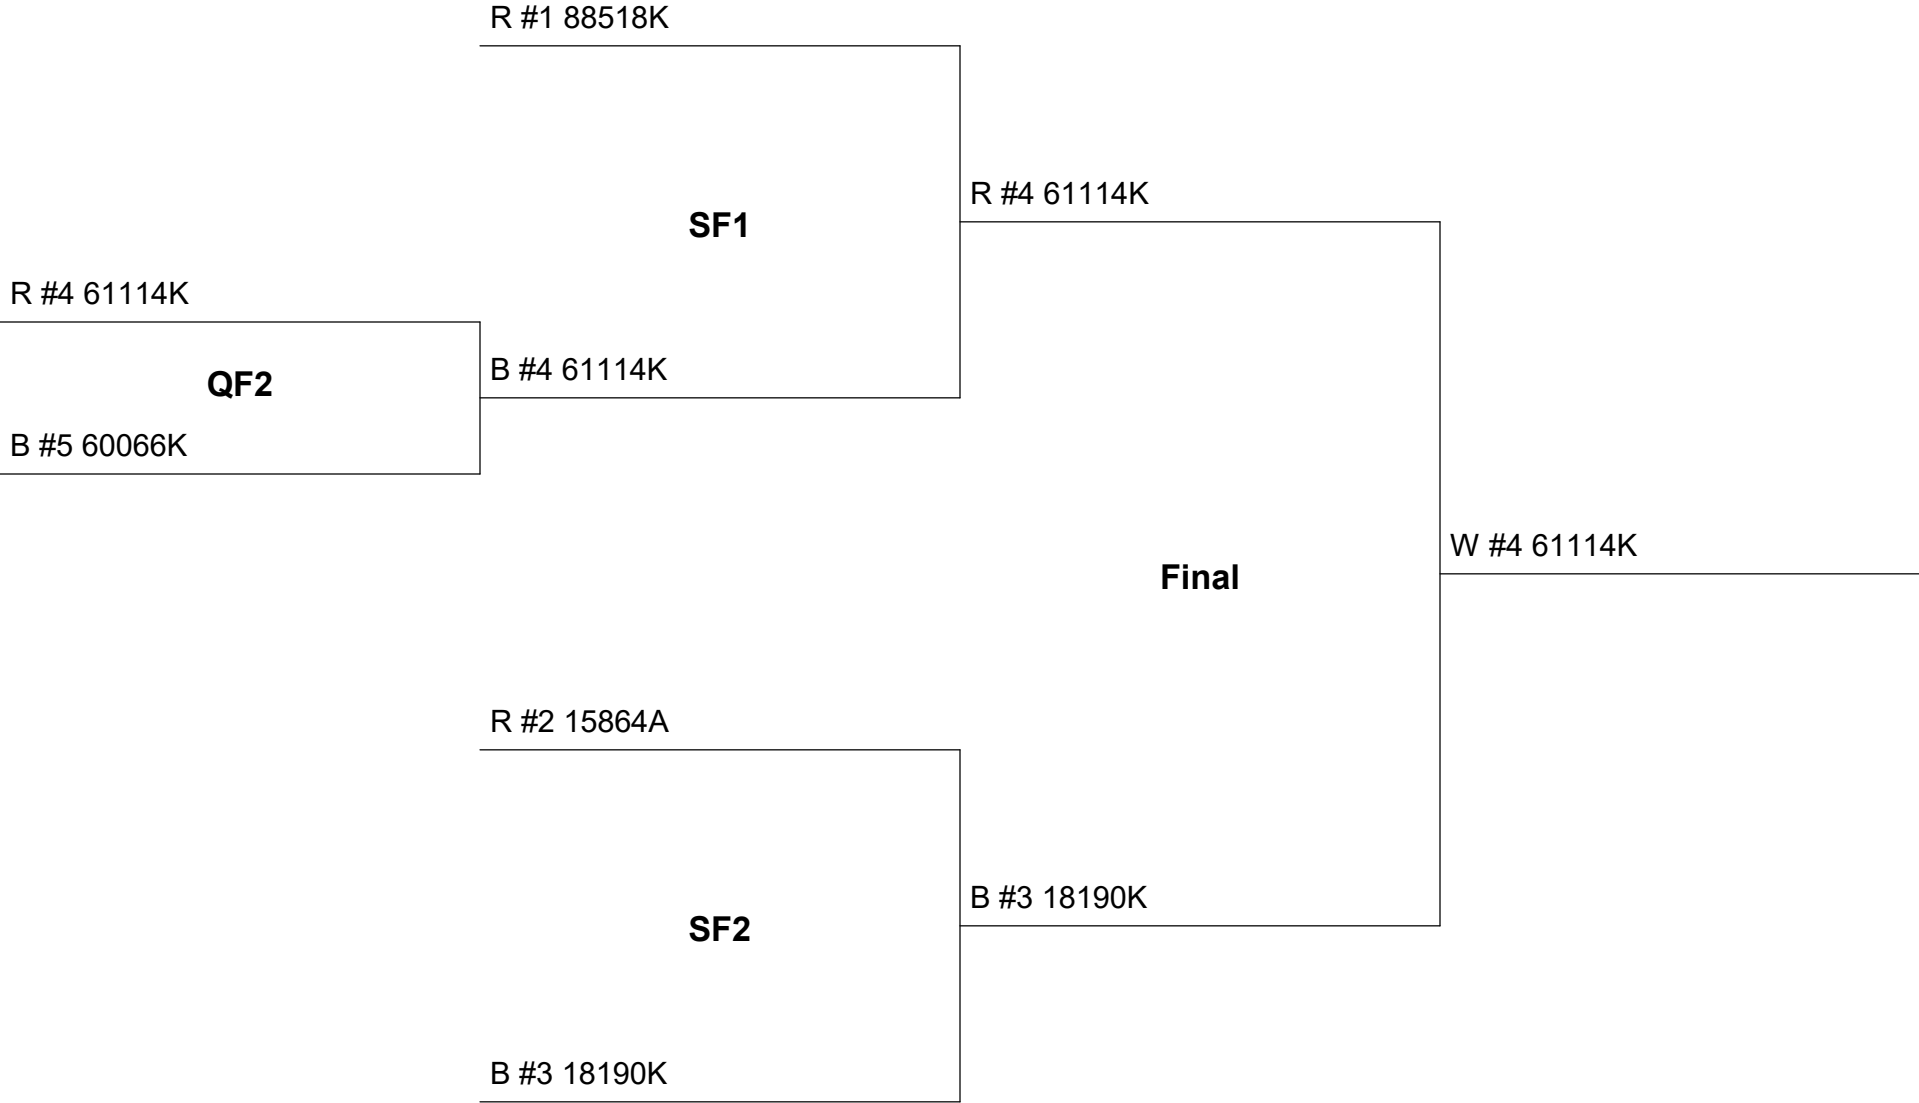 R #1 88518K
SF1
R #4 61114K
R #4 61114K
QF2
B #4 61114K
B #5 60066K
W #4 61114K
Final
R #2 15864A
SF2
B #3 18190K
B #3 18190K